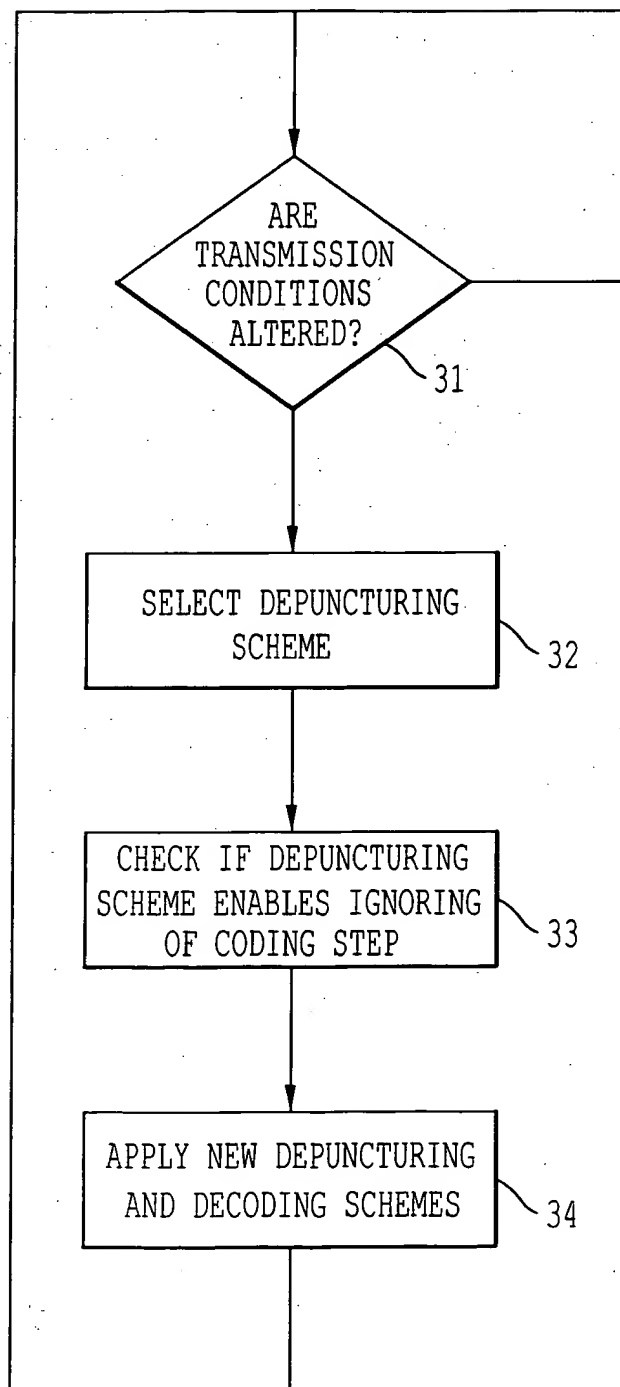 ARE
TRANSMISSION
CONDITIONS
ALTERED?
31
SELECT DEPUNCTURING
SCHEME
32
CHECK IF DEPUNCTURING
SCHEME ENABLES IGNORING
OF CODING STEP
33
APPLY NEW DEPUNCTURING
AND DECODING SCHEMES
34